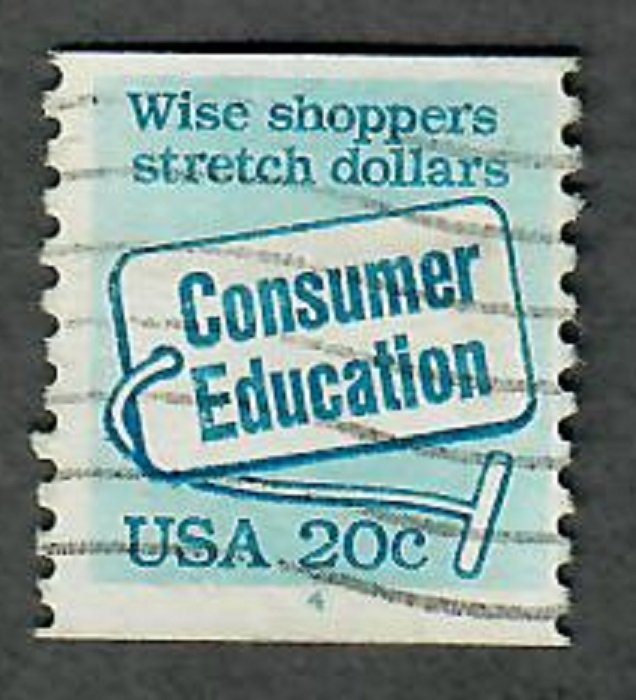 Wise shoppers
stretch dollars
Consumer
Education
USA 20c
4